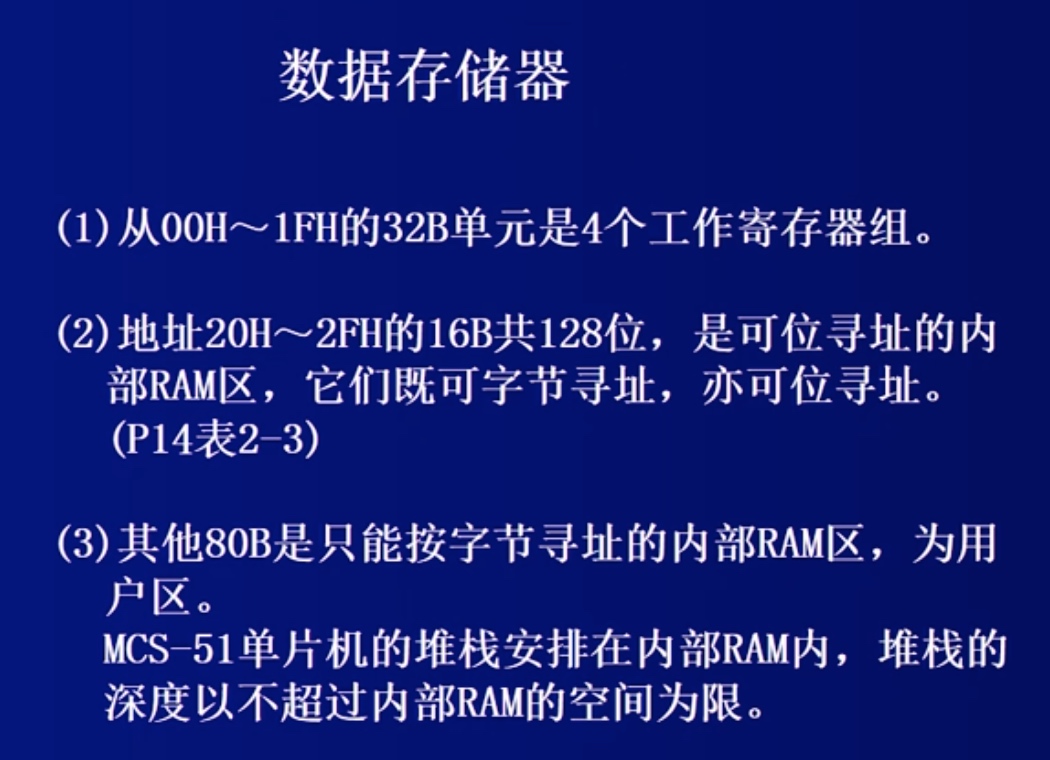 数据存储器
(1)从00H～1FH的32B单元是4个工作寄存器组。
(2)地址20H～2FH的16B共128位，是可位寻址的内
部RAM区，它们既可字节寻址，亦可位寻址。
(P14表2-3)
(3)其他80B是只能按字节寻址的内部RAM区，为用
户区。
MCS-51单片机的堆栈安排在内部RAM内，堆栈的
深度以不超过内部RAM的空间为限。